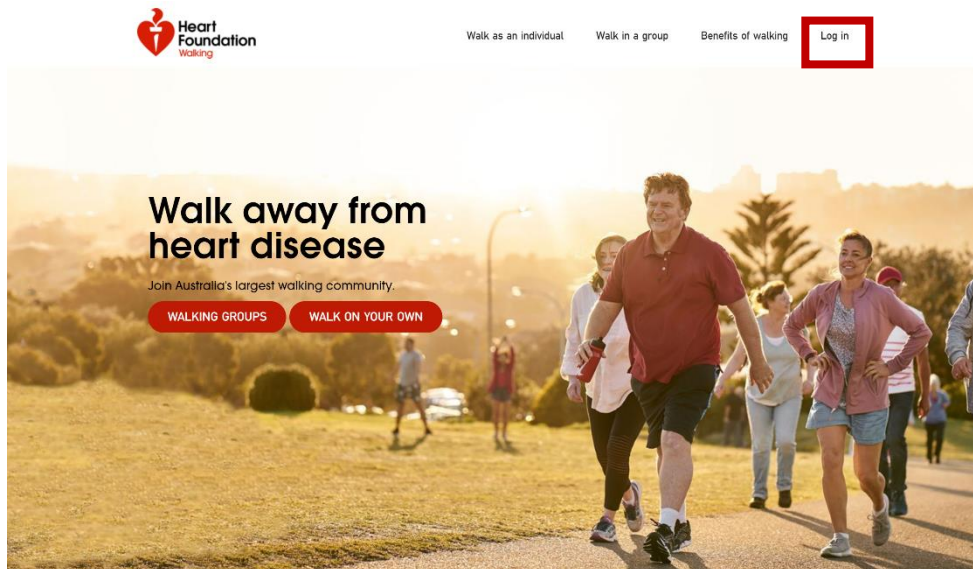 Heart
Foundation
Walking
Walk as an individual
Walk in a group
Benefits of walking
Log in
Walk away from
heart disease
Join Australia's largest walking community.
WALKING GROUPS
WALK ON YOUR OWN